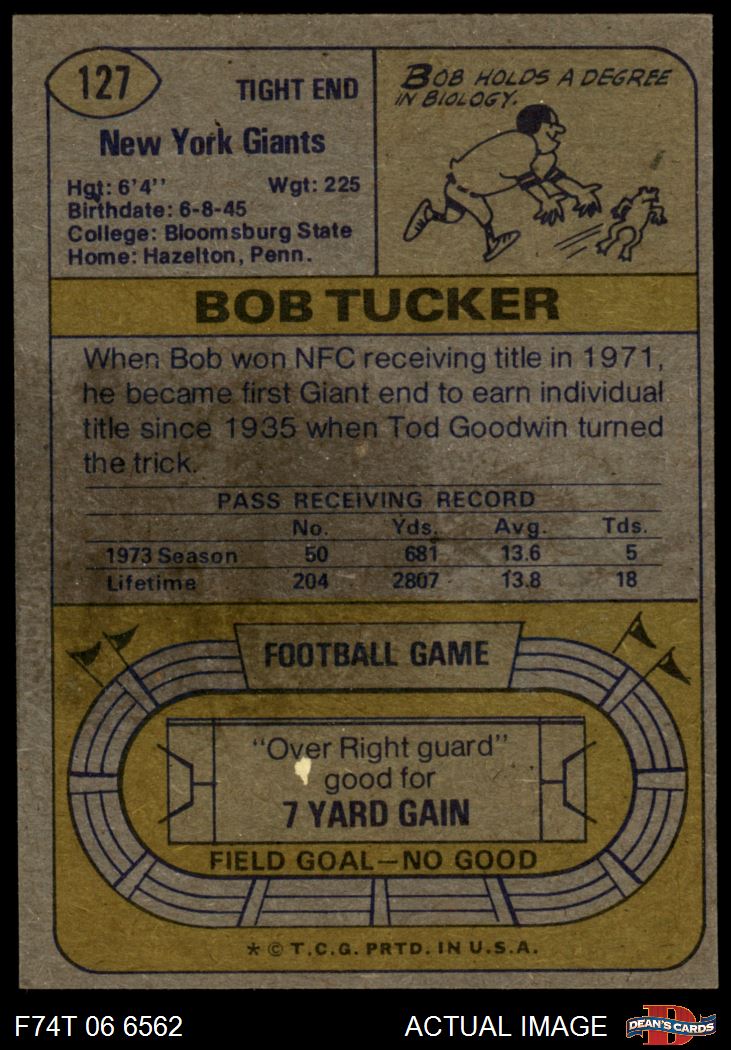 127
TIGHT END
New York Giants
Hgt: 6'4'' Wgt: 225
Birthdate: 6-8-45
College: Bloomsburg State
Home: Hazelton, Penn.
BOB HOLDS A DEGREE
IN BIOLOGY.
BOB TUCKER
When Bob won NFC receiving title in 1971,
he became first Giant end to earn individual
title since 1935 when Tod Goodwin turned
the trick.
PASS RECEIVING RECORD
No. Yds. Avg. Tds.
1973 Season 50 681 13.6 5
Lifetime 204 2807 13.8 18
FOOTBALL GAME
"Over Right guard"
good for
7 YARD GAIN
FIELD GOAL—NO GOOD
* © T.C.G. PRTD. IN U.S.A.
F74T 06 6562 ACTUAL IMAGE DEAN'S CARDS